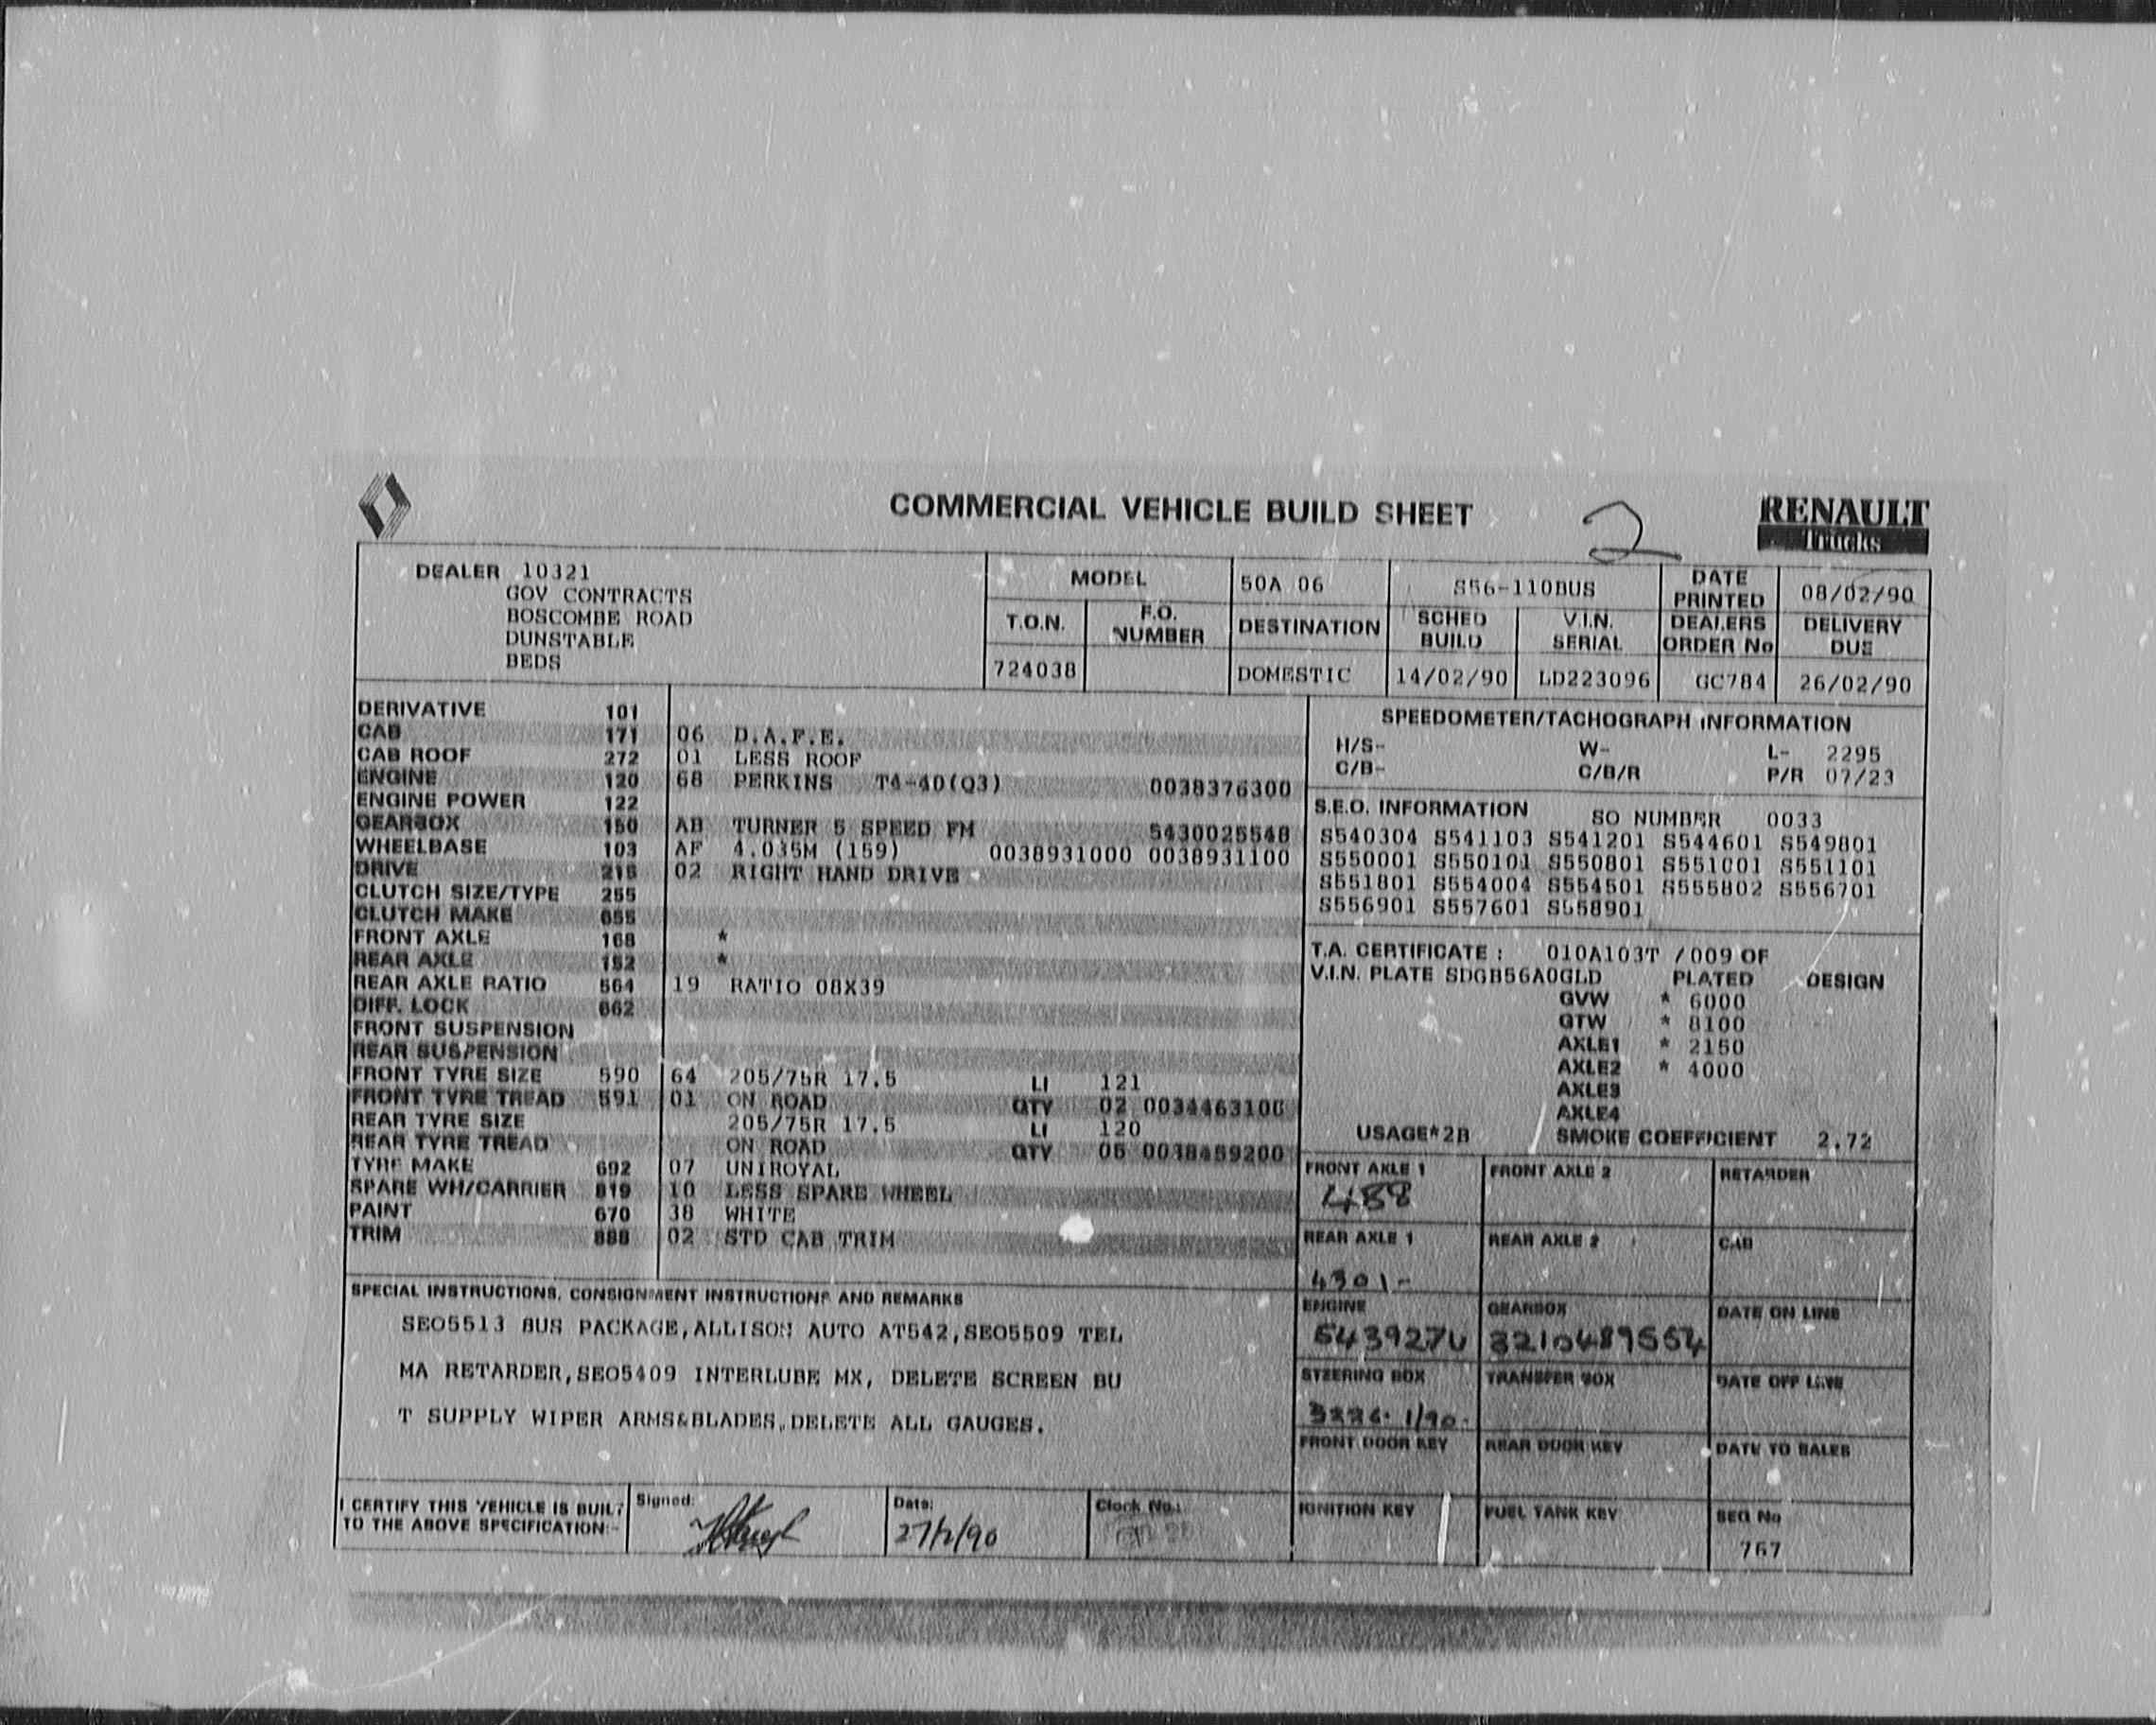 COMMERCIAL VEHICLE BUILD SHEET
2
RENAULT
Trucks
DEALER 10321
GOV CONTRACTS
BOSCOMBE ROAD
DUNSTABLE
BEDS
MODEL 50A 06 S56-110BUS DATE PRINTED 08/02/90
T.O.N. F.O. NUMBER DESTINATION SCHED BUILD V.I.N. SERIAL DEALERS ORDER No DELIVERY DUE
724038 DOMESTIC 14/02/90 LD223096 GC784 26/02/90
DERIVATIVE 101
CAB 171 06 D.A.F.E.
CAB ROOF 272 01 LESS ROOF
ENGINE 120 68 PERKINS T4-40(Q3) 0038376300
ENGINE POWER 122
GEARBOX 150 AB TURNER 5 SPEED FM 5430025548
WHEELBASE 103 AF 4.035M (159) 0038931000 0038931100
DRIVE 218 02 RIGHT HAND DRIVE
CLUTCH SIZE/TYPE 255
CLUTCH MAKE 655
FRONT AXLE 168 *
REAR AXLE 152 *
REAR AXLE RATIO 564 19 RATIO 08X39
DIFF. LOCK 662
FRONT SUSPENSION
REAR SUSPENSION
FRONT TYRE SIZE 590 64 205/75R 17.5 LI 121
FRONT TYRE TREAD 591 01 ON ROAD QTY 02 0034463100
REAR TYRE SIZE 205/75R 17.5 LI 120
REAR TYRE TREAD ON ROAD QTY 05 0038459200
TYRE MAKE 692 07 UNIROYAL
SPARE WH/CARRIER 819 10 LESS SPARE WHEEL
PAINT 670 38 WHITE
TRIM 888 02 STD CAB TRIM
SPEEDOMETER/TACHOGRAPH INFORMATION
H/S- W- L- 2295
C/B- C/B/R P/R 07/23
S.E.O. INFORMATION SO NUMBER 0033
S540304 S541103 S541201 S544601 S549801
S550001 S550101 S550801 S551001 S551101
S551801 S554004 S554501 S555802 S556701
S556901 S557601 S558901
T.A. CERTIFICATE : 010A103T /009 OF
V.I.N. PLATE SDGB56A0GLD PLATED DESIGN
GVW * 6000
GTW * 8100
AXLE1 * 2150
AXLE2 * 4000
AXLE3
AXLE4
USAGE*2B SMOKE COEFFICIENT 2.72
FRONT AXLE 1 FRONT AXLE 2 RETARDER
488
REAR AXLE 1 REAR AXLE 2 CAB
4301-
ENGINE GEARBOX DATE ON LINE
3210489554
STEERING BOX TRANSFER BOX DATE OFF LINE
3226. 1/90.
FRONT DOOR KEY REAR DOOR KEY DATE TO SALES
IGNITION KEY FUEL TANK KEY SEQ No
767
SPECIAL INSTRUCTIONS, CONSIGNMENT INSTRUCTIONS AND REMARKS
SEO5513 BUS PACKAGE,ALLISON AUTO AT542,SEO5509 TEL
MA RETARDER,SEO5409 INTERLUBE MX, DELETE SCREEN BU
T SUPPLY WIPER ARMS&BLADES,DELETE ALL GAUGES.
I CERTIFY THIS VEHICLE IS BUILT
TO THE ABOVE SPECIFICATION:-
Signed:
Date:
27/2/90
Clock No.: